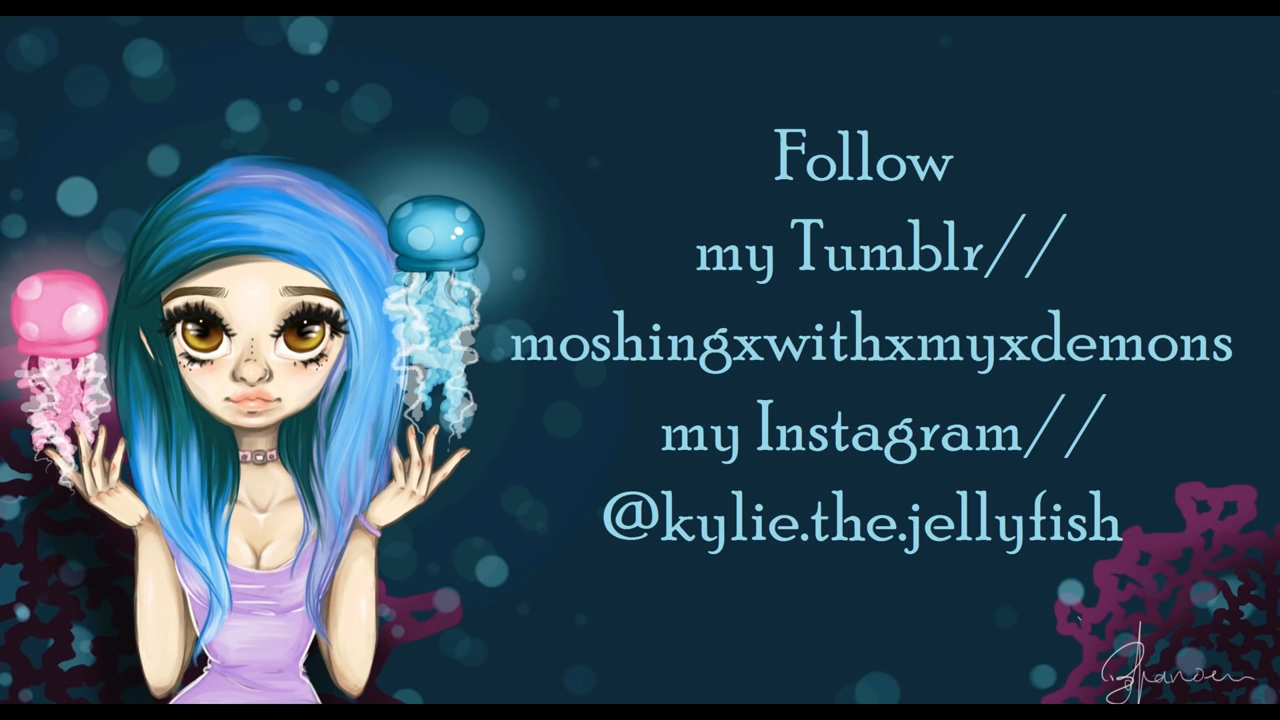 Follow
my Tumblr//
moshingxwithxmyxdemons
my Instagram//
@kylie.the.jellyfish